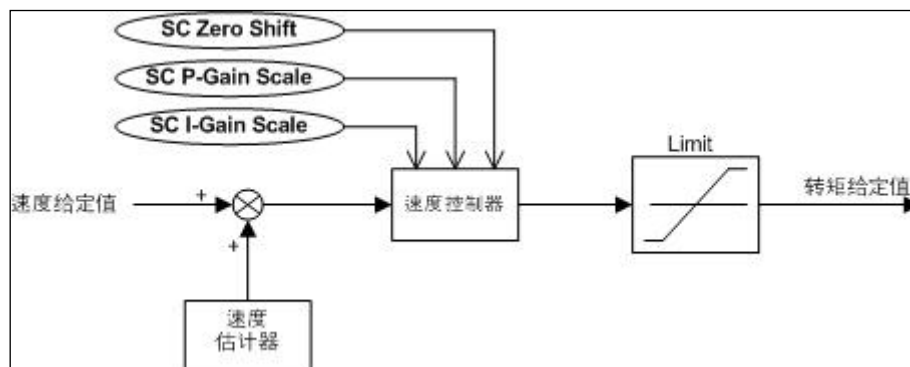 SC Zero Shift
SC P-Gain Scale
SC I-Gain Scale
Limit
速度给定值
+
速度控制器
转矩给定值
+
速度
估计器